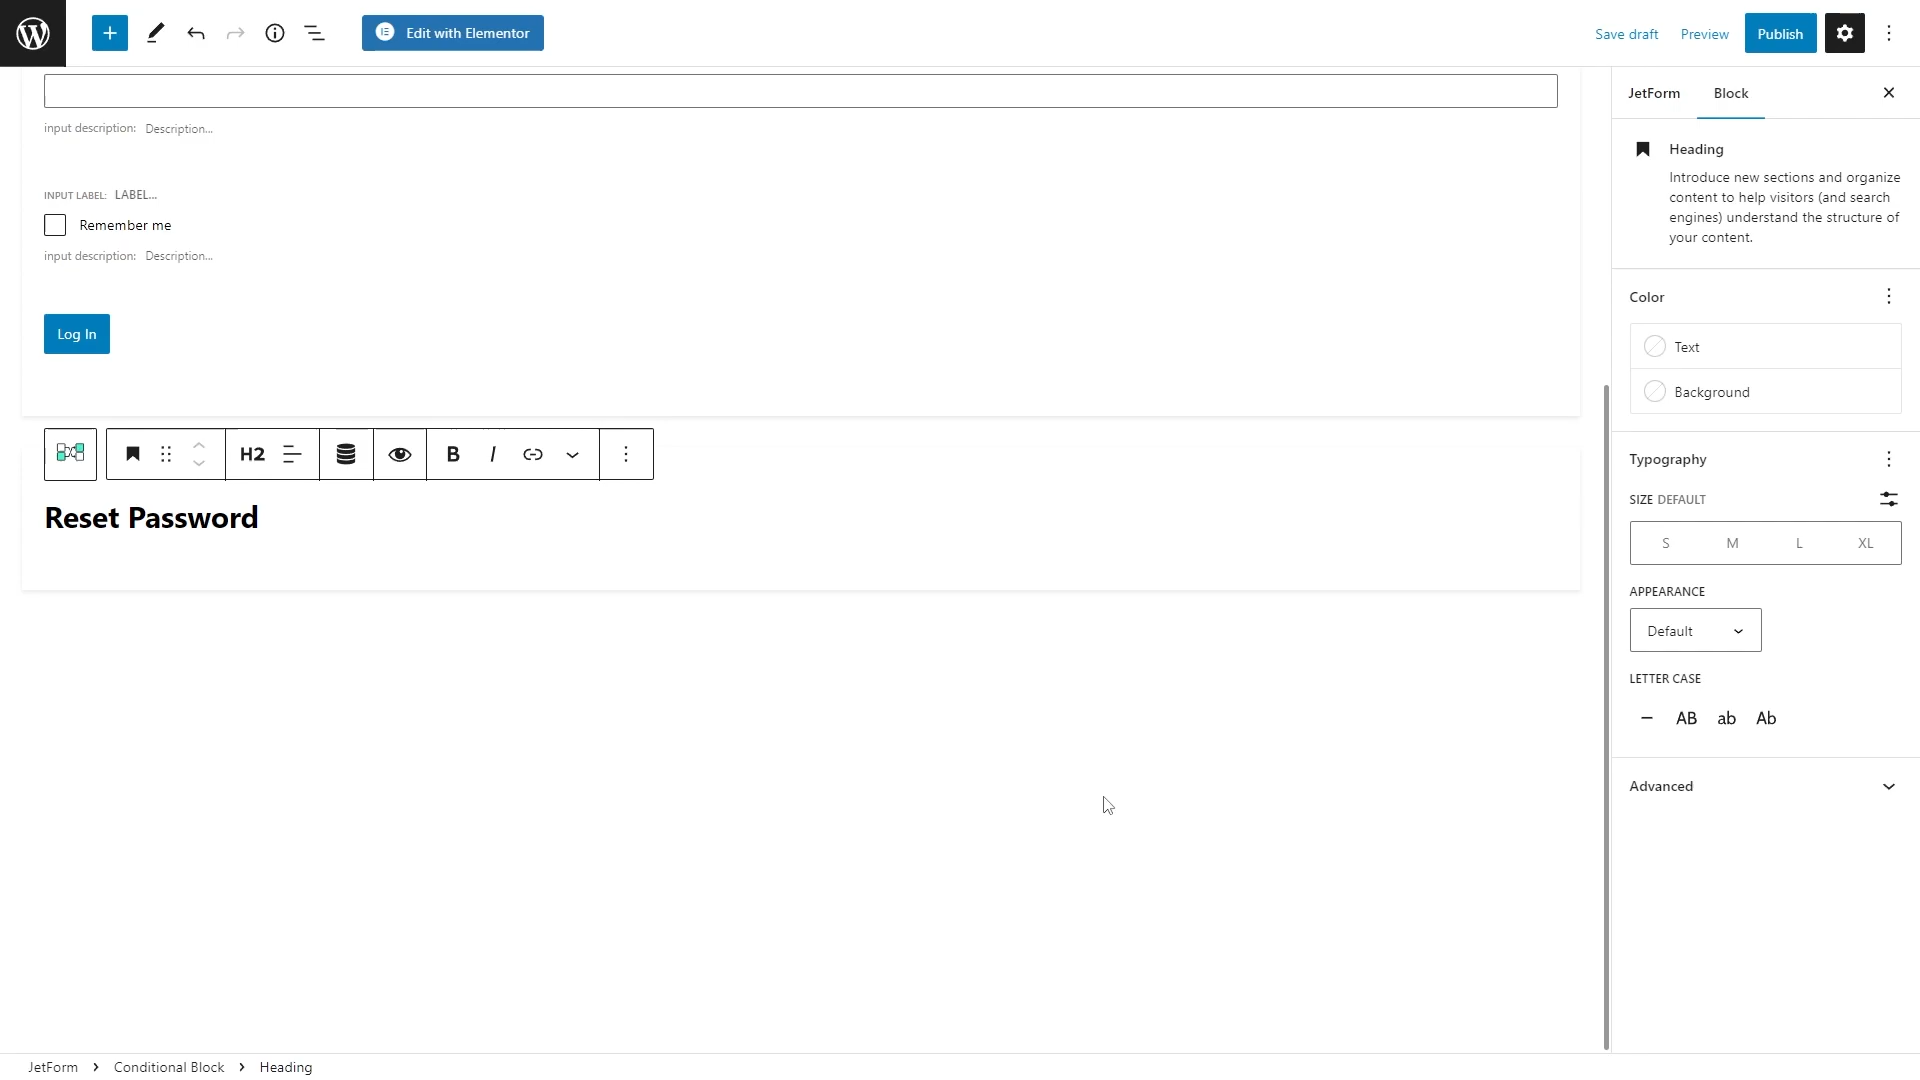 Edit with Elementor
Save draft
Preview
Publish
input description: Description...
INPUT LABEL: LABEL...
Remember me
input description: Description...
Log In
H2
B
I
Reset Password
JetForm
Block
Heading
Introduce new sections and organize
content to help visitors (and search
engines) understand the structure of
your content.
Color
Text
Background
Typography
SIZE DEFAULT
S M L XL
APPEARANCE
Default
LETTER CASE
AB ab Ab
Advanced
JetForm > Conditional Block > Heading